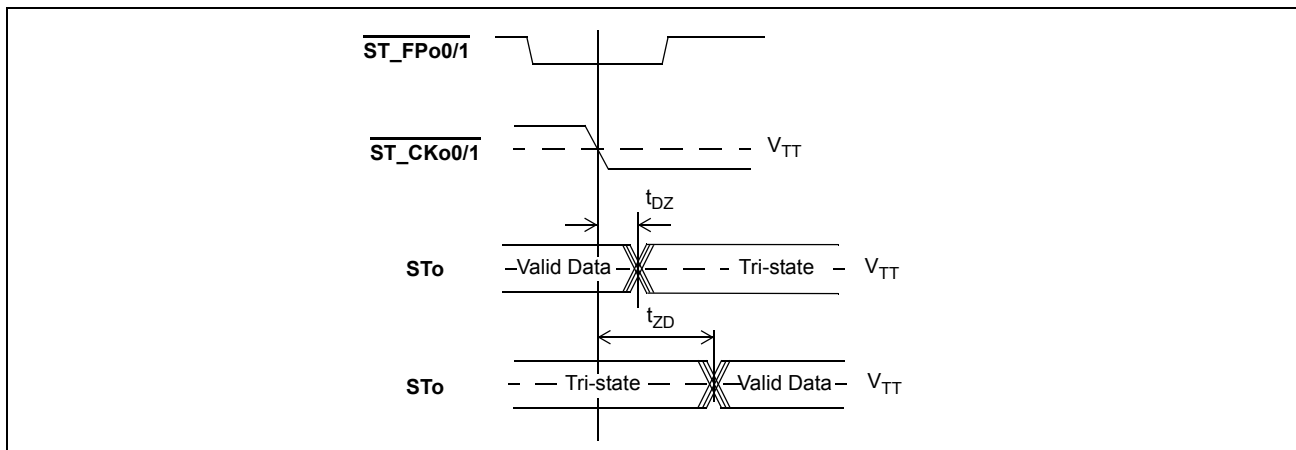 ST_FPo0/1
ST_CKo0/1
VTT
tDZ
STo
Valid Data
Tri-state
VTT
tZD
STo
Tri-state
Valid Data
VTT